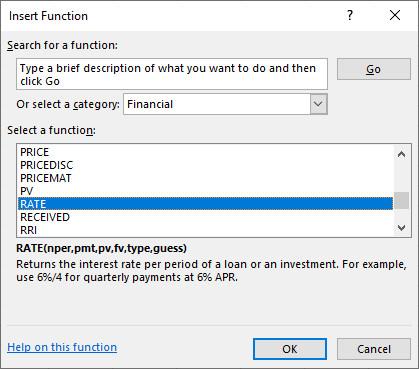 Insert Function
? ×
Search for a function:
Type a brief description of what you want to do and then
click Go
Go
Or select a category: Financial
Select a function:
PRICE
PRICEDISC
PRICEMAT
PV
RATE
RECEIVED
RRI
RATE(nper,pmt,pv,fv,type,guess)
Returns the interest rate per period of a loan or an investment. For example,
use 6%/4 for quarterly payments at 6% APR.
Help on this function
OK
Cancel